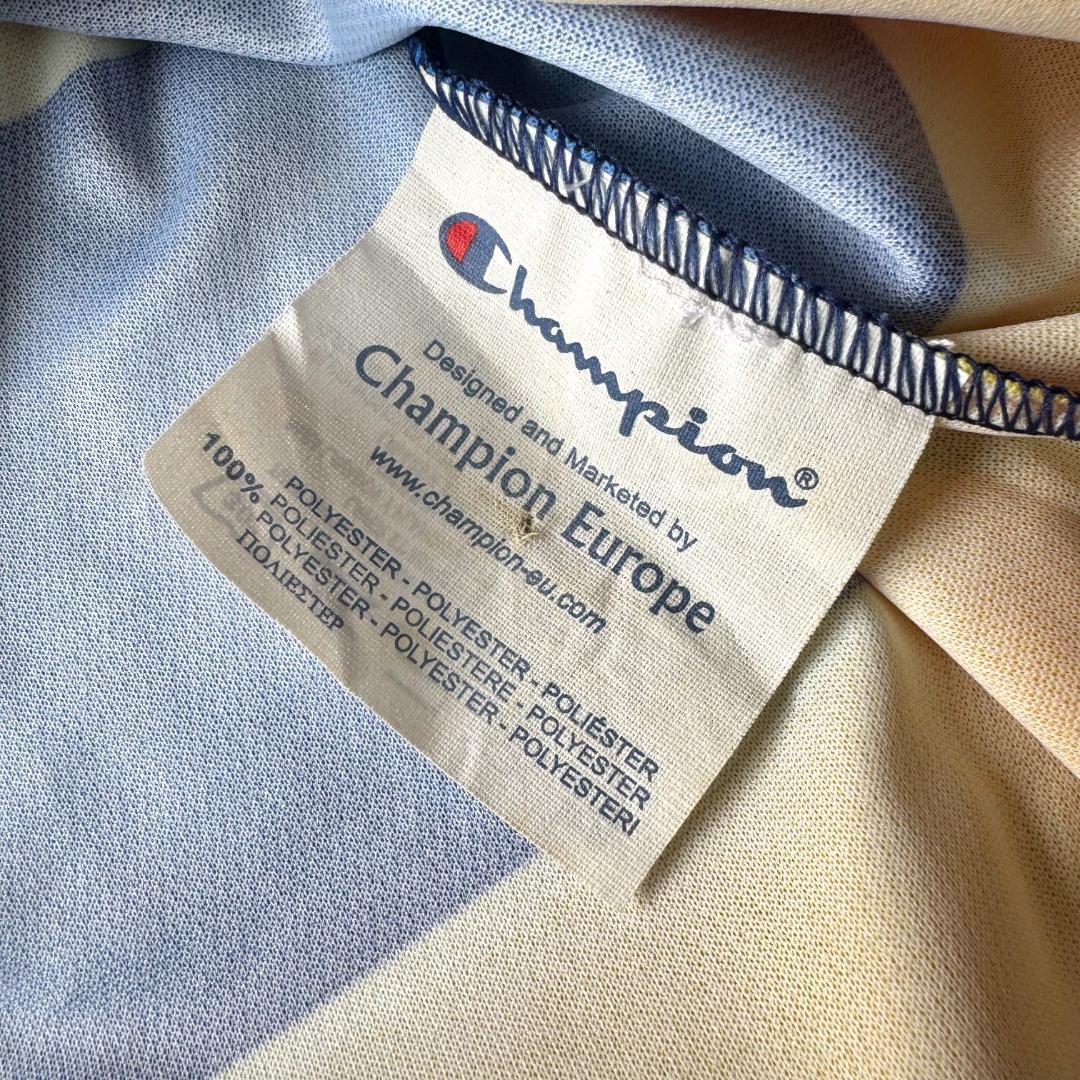 Champion®
Designed and Marketed by
Champion Europe
www.champion-eu.com
100% POLYESTER - POLYESTER - POLIÉSTER
POLIESTER - POLIESTERE - POLYESTER
POLYESTER - POLYESTER - POLYESTERI
ΠΟΛΙΕΣΤΕΡ